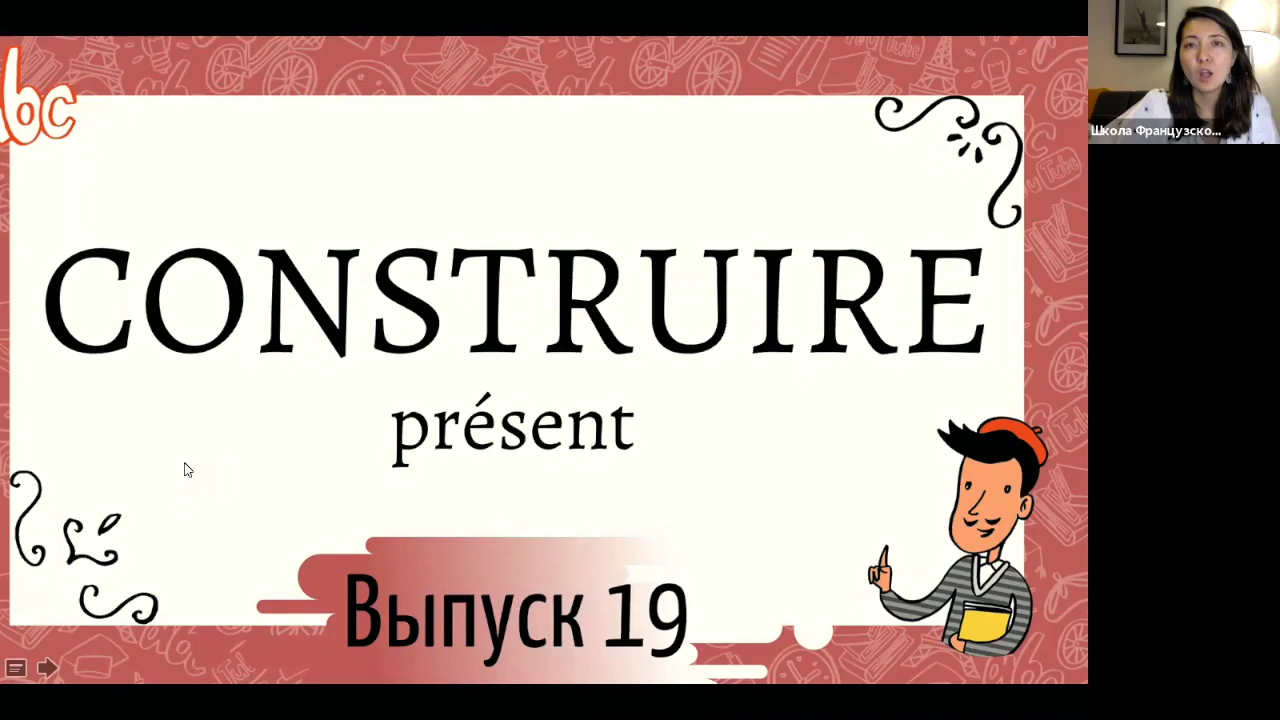 bc
Школа Французско...
CONSTRUIRE
présent
Выпуск 19